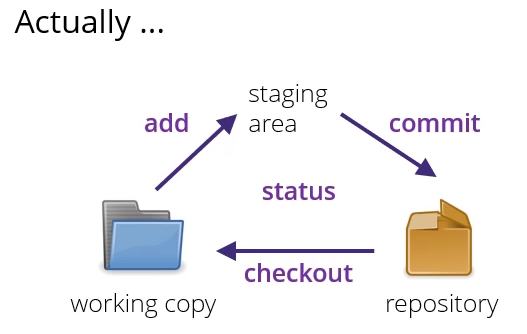 Actually ...
staging
area
add
commit
status
checkout
working copy
repository